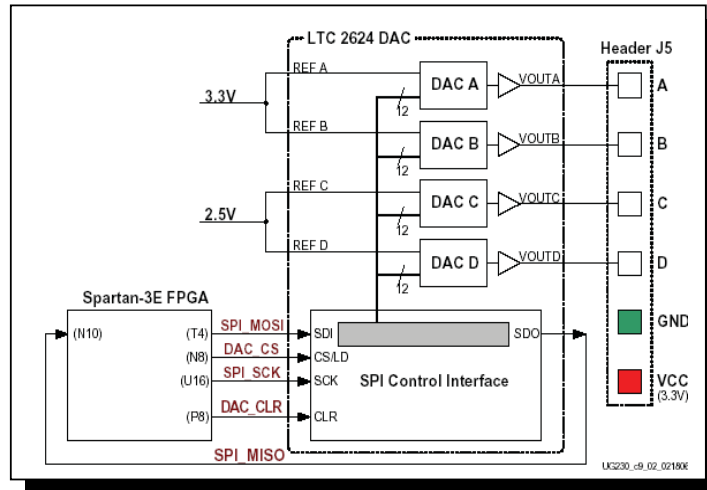 LTC 2624 DAC
Header J5
REF A
DAC A
VOUTA
A
3.3V
12
REF B
DAC B
VOUTB
B
12
REF C
DAC C
VOUTC
C
2.5V
12
REF D
DAC D
VOUTD
D
12
Spartan-3E FPGA
GND
(N10)
(T4)
SPI_MOSI
SDI
SDO
(N8)
DAC_CS
CS/LD
(U16)
SPI_SCK
SCK
SPI Control Interface
VCC
(3.3V)
(P8)
DAC_CLR
CLR
SPI_MISO
UG230_c9_02_021806